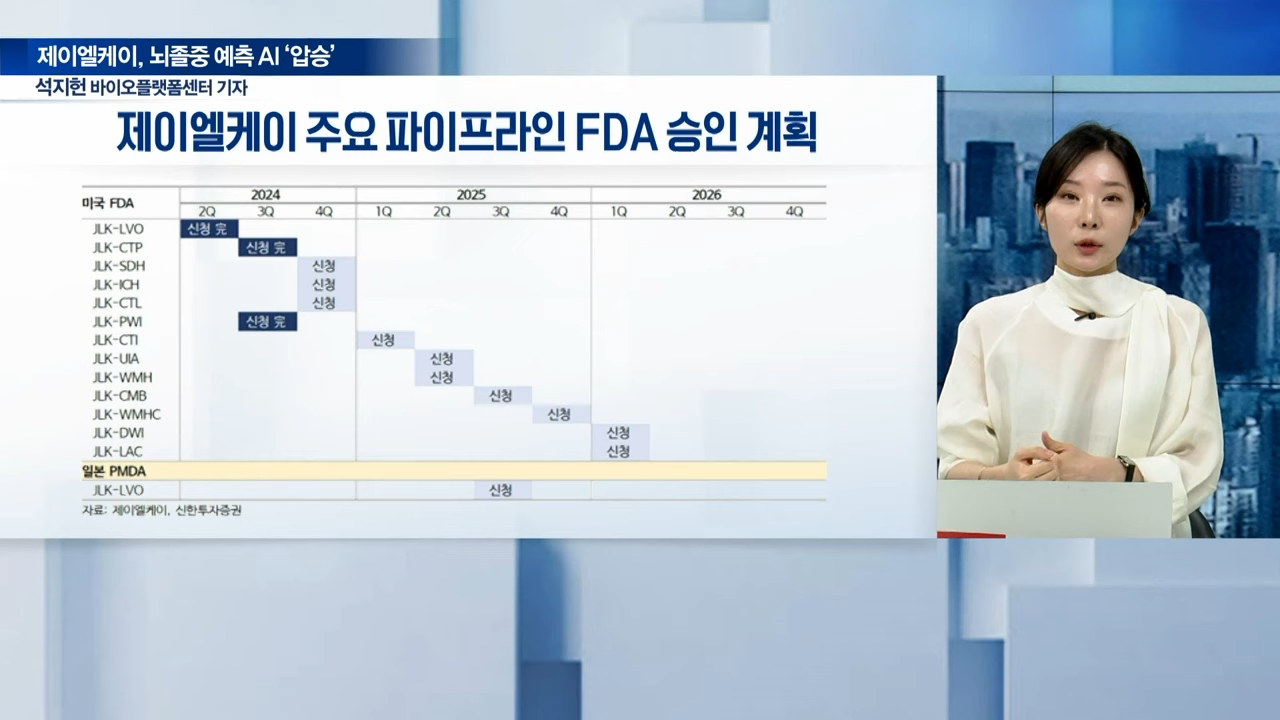 제이엘케이, 뇌졸중 예측 AI ‘압승’
석지헌 바이오플랫폼센터 기자
제이엘케이 주요 파이프라인 FDA 승인 계획
미국 FDA 2024 2025 2026
2Q 3Q 4Q 1Q 2Q 3Q 4Q 1Q 2Q 3Q 4Q
JLK-LVO 신청 完
JLK-CTP 신청 完
JLK-SDH 신청
JLK-ICH 신청
JLK-CTL 신청
JLK-PWI 신청 完
JLK-CTI 신청
JLK-UIA 신청
JLK-WMH 신청
JLK-CMB 신청
JLK-WMHC 신청
JLK-DWI 신청
JLK-LAC 신청
일본 PMDA
JLK-LVO 신청
자료: 제이엘케이, 신한투자증권